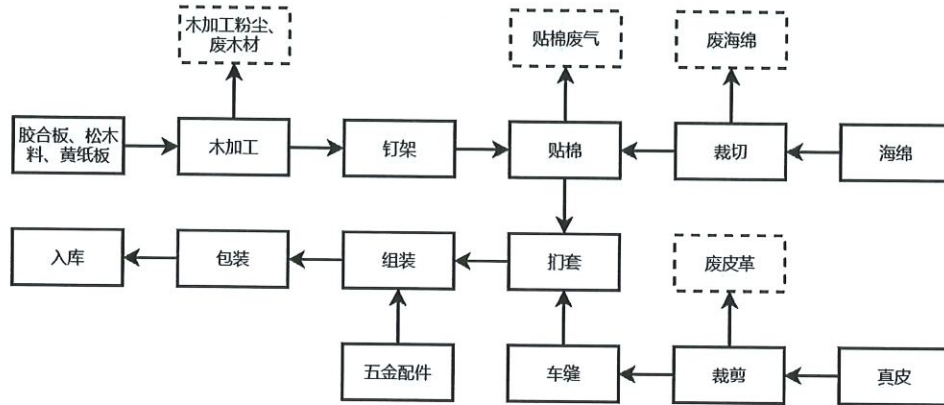 木加工粉尘、
废木材
贴棉废气
废海绵
胶合板、松木
料、黄纸板
木加工
钉架
贴棉
裁切
海绵
入库
包装
组装
扪套
废皮革
五金配件
车缝
裁剪
真皮